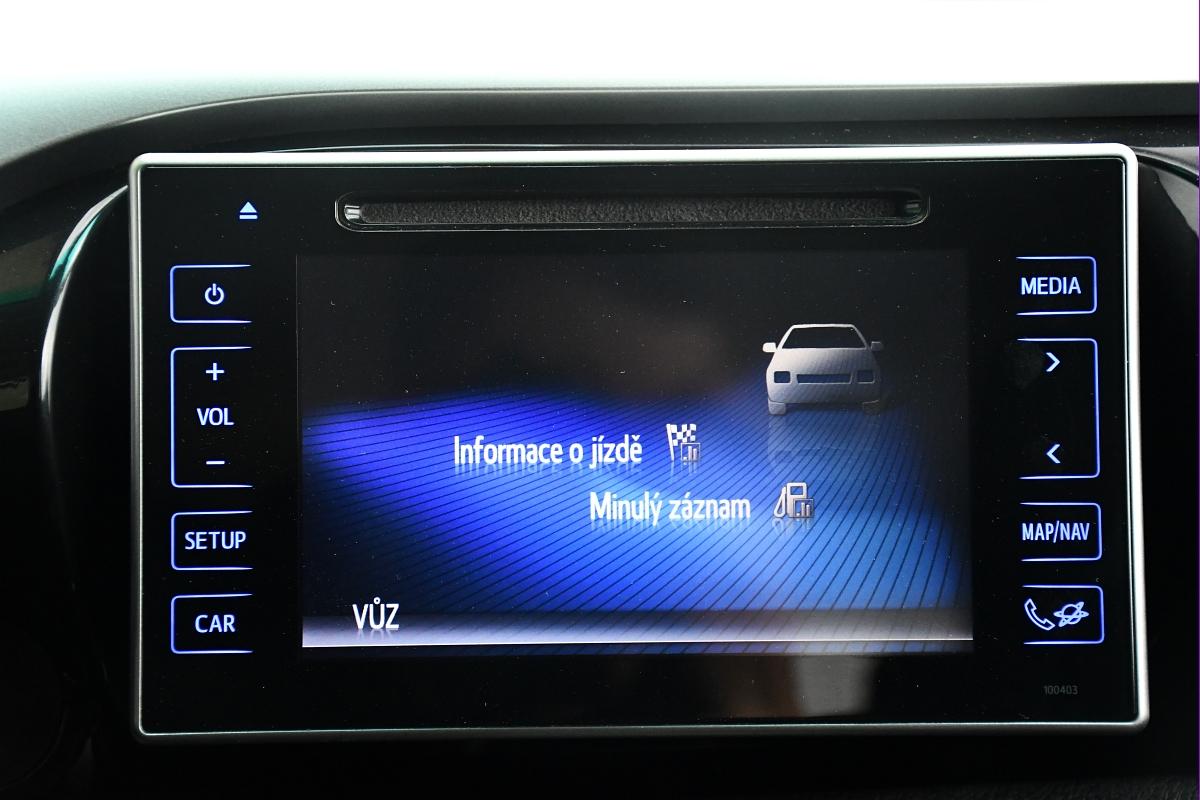 MEDIA
+
VOL
−
SETUP
CAR
Informace o jízdě
Minulý záznam
VŮZ
>
<
MAP/NAV
100403